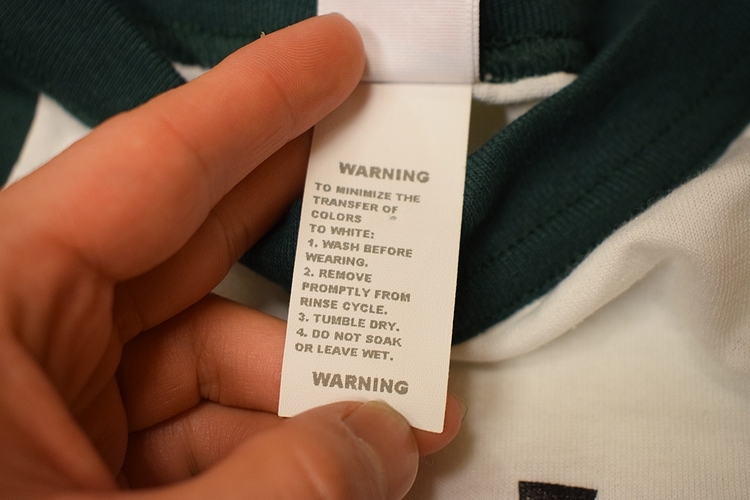 WARNING
TO MINIMIZE THE
TRANSFER OF
COLORS
TO WHITE:
1. WASH BEFORE
WEARING.
2. REMOVE
PROMPTLY FROM
RINSE CYCLE.
3. TUMBLE DRY.
4. DO NOT SOAK
OR LEAVE WET.
WARNING